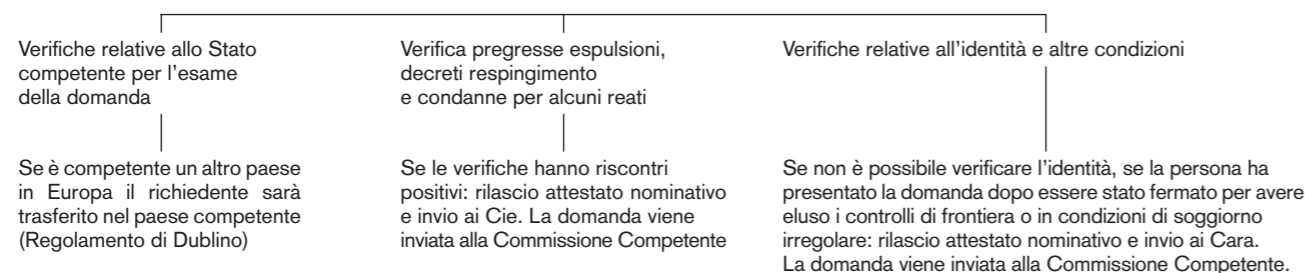 Verifiche relative allo Stato
competente per l'esame
della domanda
Se è competente un altro paese
in Europa il richiedente sarà
trasferito nel paese competente
(Regolamento di Dublino)
Verifica pregresse espulsioni,
decreti respingimento
e condanne per alcuni reati
Se le verifiche hanno riscontri
positivi: rilascio attestato nominativo
e invio ai Cie. La domanda viene
inviata alla Commissione Competente
Verifiche relative all'identità e altre condizioni
Se non è possibile verificare l'identità, se la persona ha
presentato la domanda dopo essere stato fermato per avere
eluso i controlli di frontiera o in condizioni di soggiorno
irregolare: rilascio attestato nominativo e invio ai Cara.
La domanda viene inviata alla Commissione Competente.